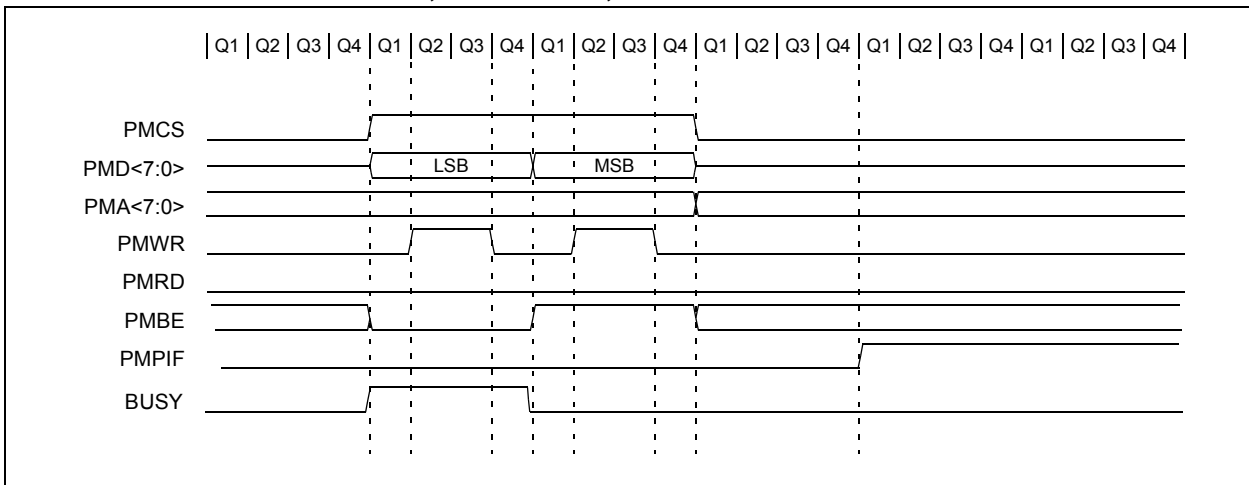 Q1 Q2 Q3 Q4 Q1 Q2 Q3 Q4 Q1 Q2 Q3 Q4 Q1 Q2 Q3 Q4 Q1 Q2 Q3 Q4 Q1 Q2 Q3 Q4
PMCS
PMD<7:0> LSB MSB
PMA<7:0>
PMWR
PMRD
PMBE
PMPIF
BUSY